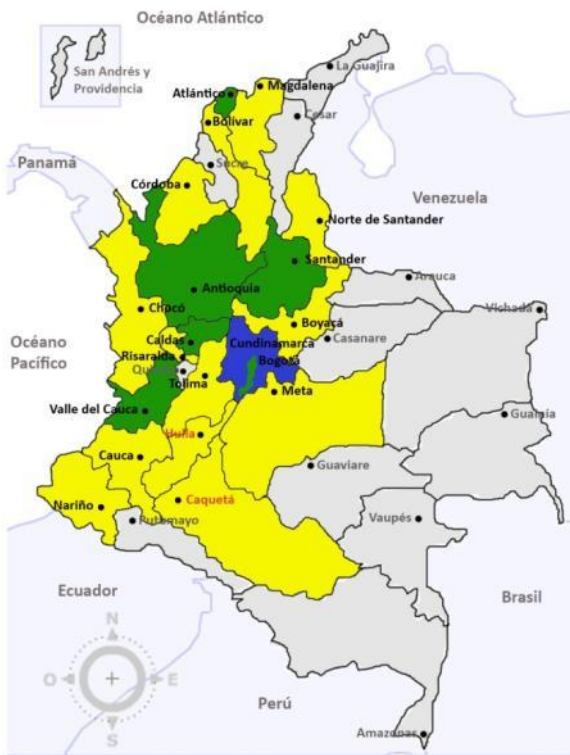 Océano Atlántico
San Andrés y
Providencia
La Guajira
Magdalena
Atlántico
Cesar
Bolívar
Panamá
Sucre
Córdoba
Venezuela
Norte de Santander
Santander
Arauca
Antioquia
Chocó
Vichada
Boyacá
Océano
Pacífico
Caldas
Cundinamarca
Casanare
Risaralda
Bogotá
Tolima
Meta
Valle del Cauca
Guainía
Huila
Cauca
Guaviare
Caquetá
Nariño
Putumayo
Vaupés
Ecuador
Brasil
N
O
E
S
Perú
Amazonas